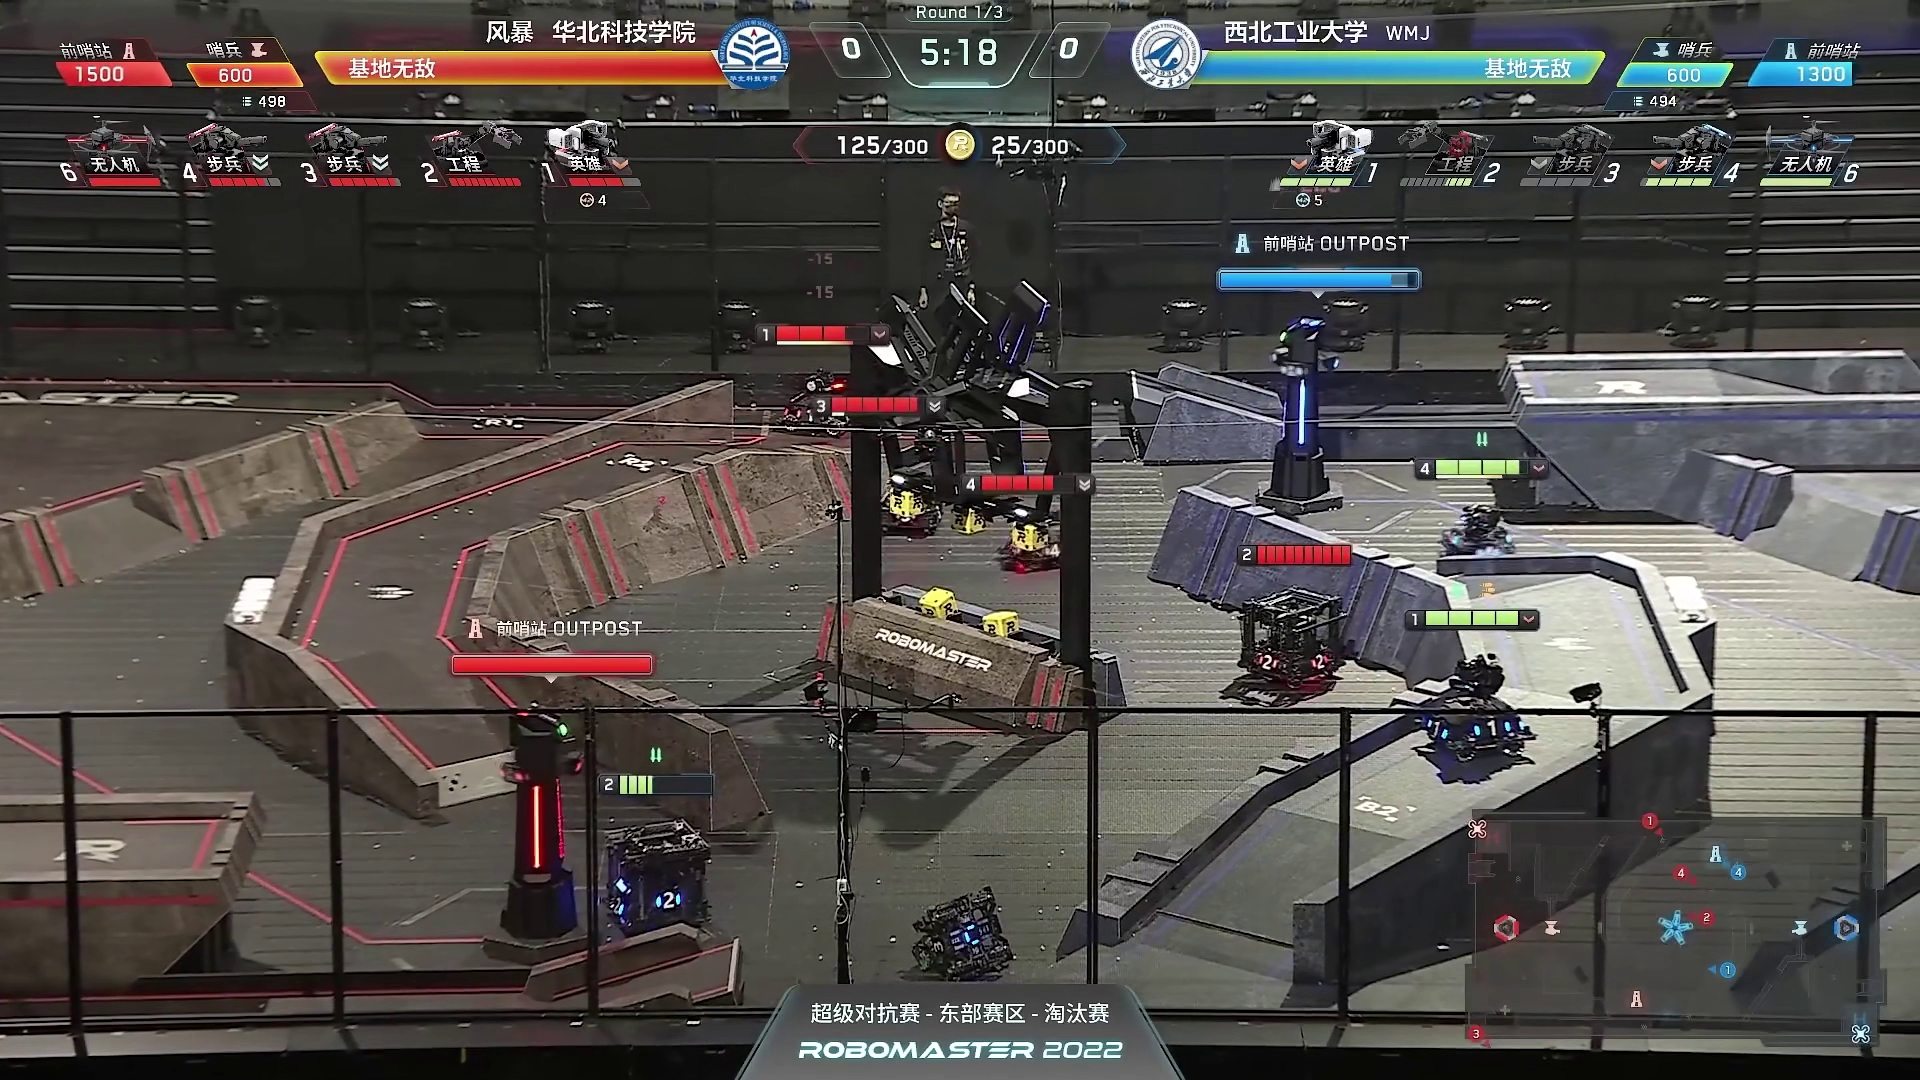 Round 1/3
风暴 华北科技学院
0
5:18
0
西北工业大学 WMJ
前哨站
1500
哨兵
600
498
基地无敌
基地无敌
哨兵
600
494
前哨站
1300
6 无人机
4 步兵
3 步兵
2 工程
1 英雄
4
125/300
25/300
英雄 1
5
工程 2
步兵 3
步兵 4
无人机 6
-15
-15
前哨站 OUTPOST
1
3
4
4
2
1
前哨站 OUTPOST
2
ROBOMASTER
R2
B2
R
2
2
2
超级对抗赛 - 东部赛区 - 淘汰赛
ROBOMASTER 2022